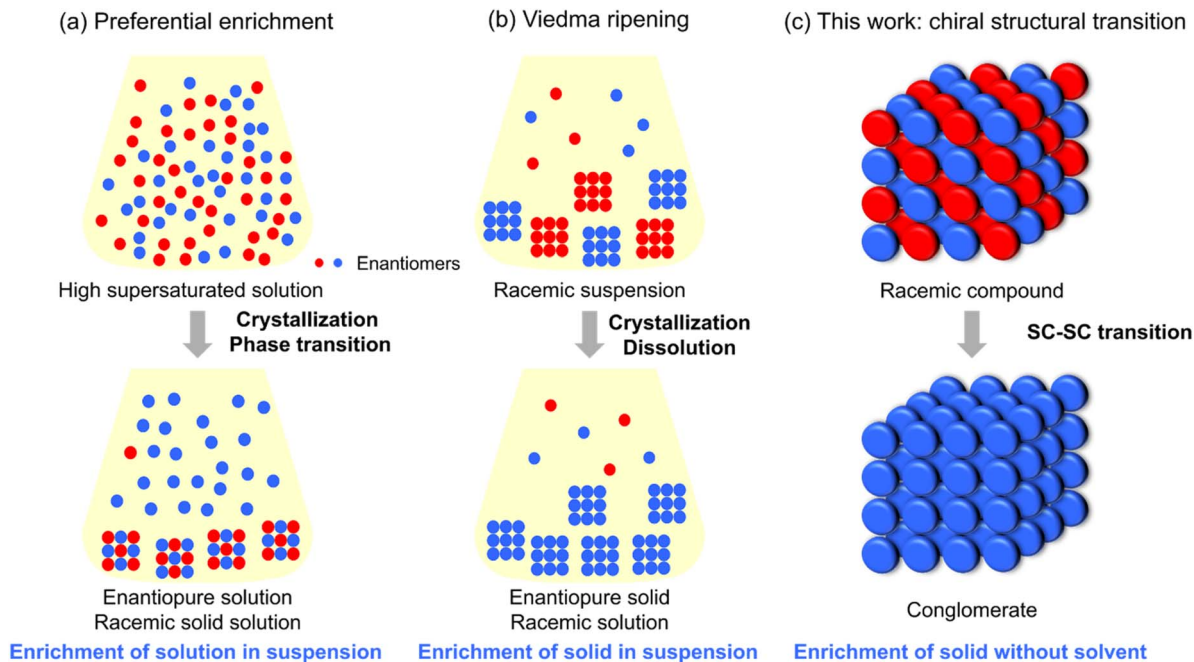 (a) Preferential enrichment
(b) Viedma ripening
(c) This work: chiral structural transition
Enantiomers
High supersaturated solution
Racemic suspension
Racemic compound
Crystallization
Phase transition
Crystallization
Dissolution
SC-SC transition
Enantiopure solution
Racemic solid solution
Enantiopure solid
Racemic solution
Conglomerate
Enrichment of solution in suspension
Enrichment of solid in suspension
Enrichment of solid without solvent